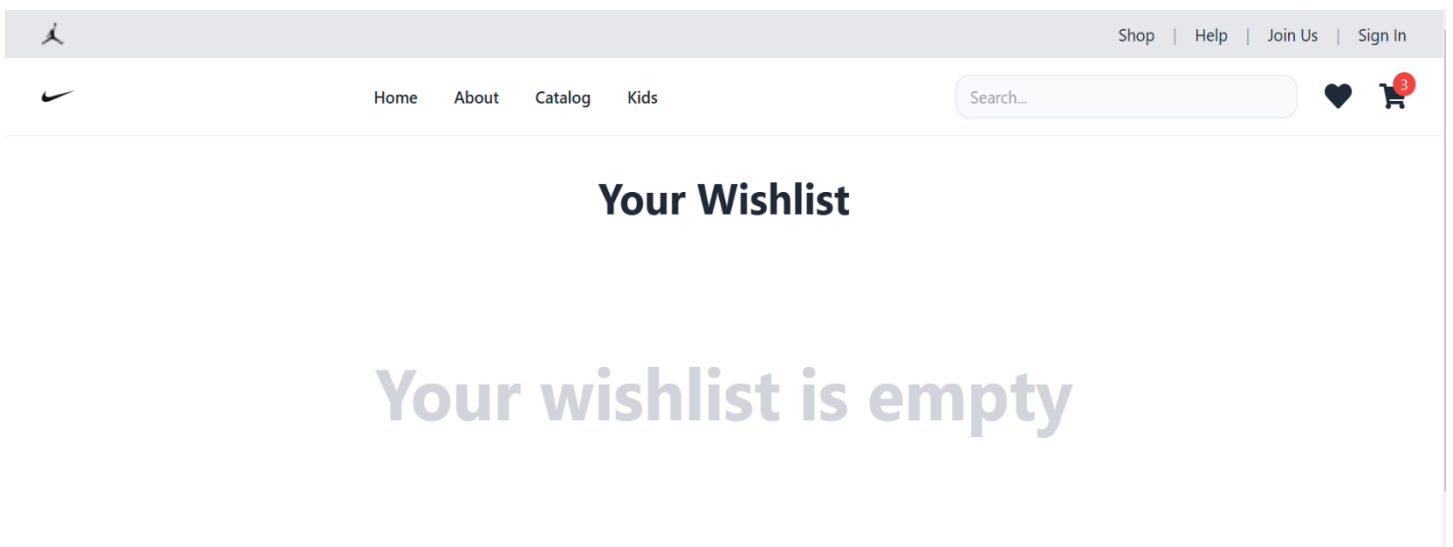 Shop | Help | Join Us | Sign In
Home About Catalog Kids Search... 3
Your Wishlist
Your wishlist is empty